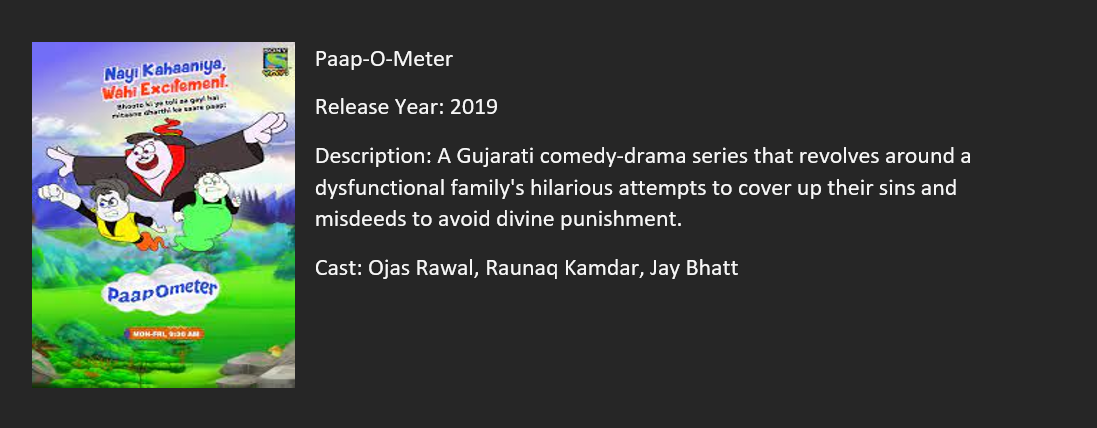 Nayi Kahaaniya,
Wahi Excitement.
Bhooto ki ye toli aa gayi hai
mitaane dharthi ke saare paap!
SONY
S
YAY!
PaapOmeter
MON-FRI, 9:30 AM
Paap-O-Meter
Release Year: 2019
Description: A Gujarati comedy-drama series that revolves around a
dysfunctional family's hilarious attempts to cover up their sins and
misdeeds to avoid divine punishment.
Cast: Ojas Rawal, Raunaq Kamdar, Jay Bhatt